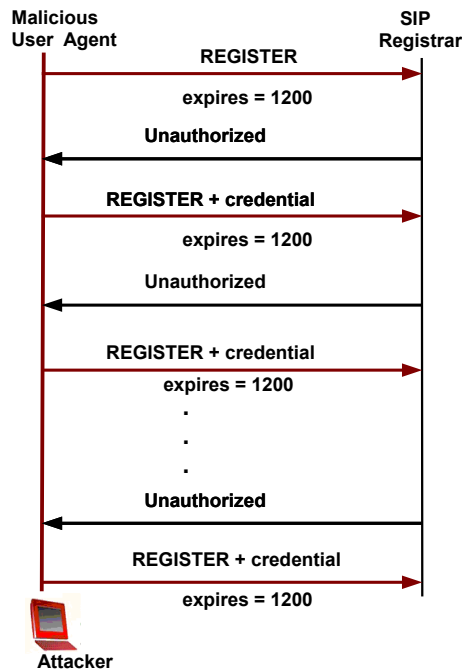 Malicious
User Agent
SIP
Registrar
REGISTER
expires = 1200
Unauthorized
REGISTER + credential
expires = 1200
Unauthorized
REGISTER + credential
expires = 1200
.
.
.
Unauthorized
REGISTER + credential
expires = 1200
Attacker